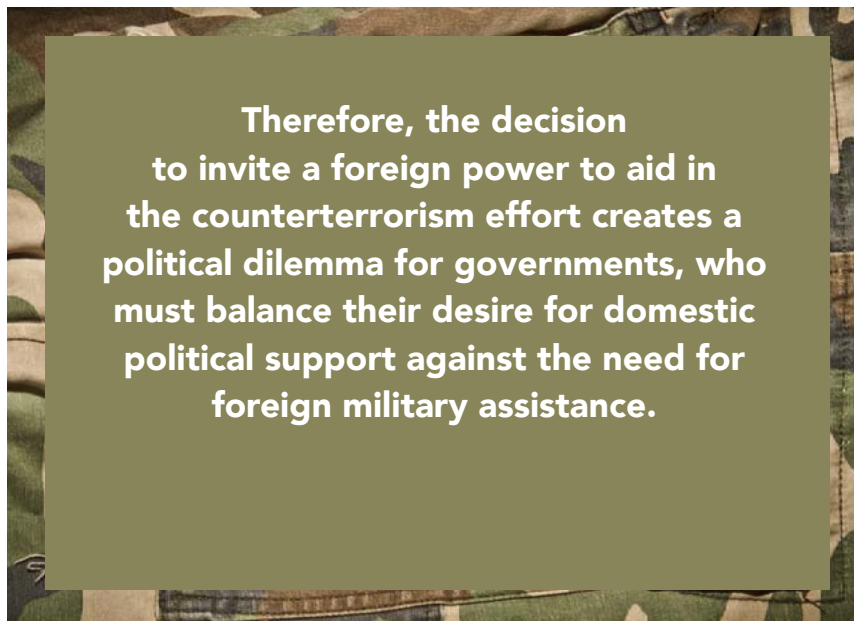 Therefore, the decision
to invite a foreign power to aid in
the counterterrorism effort creates a
political dilemma for governments, who
must balance their desire for domestic
political support against the need for
foreign military assistance.